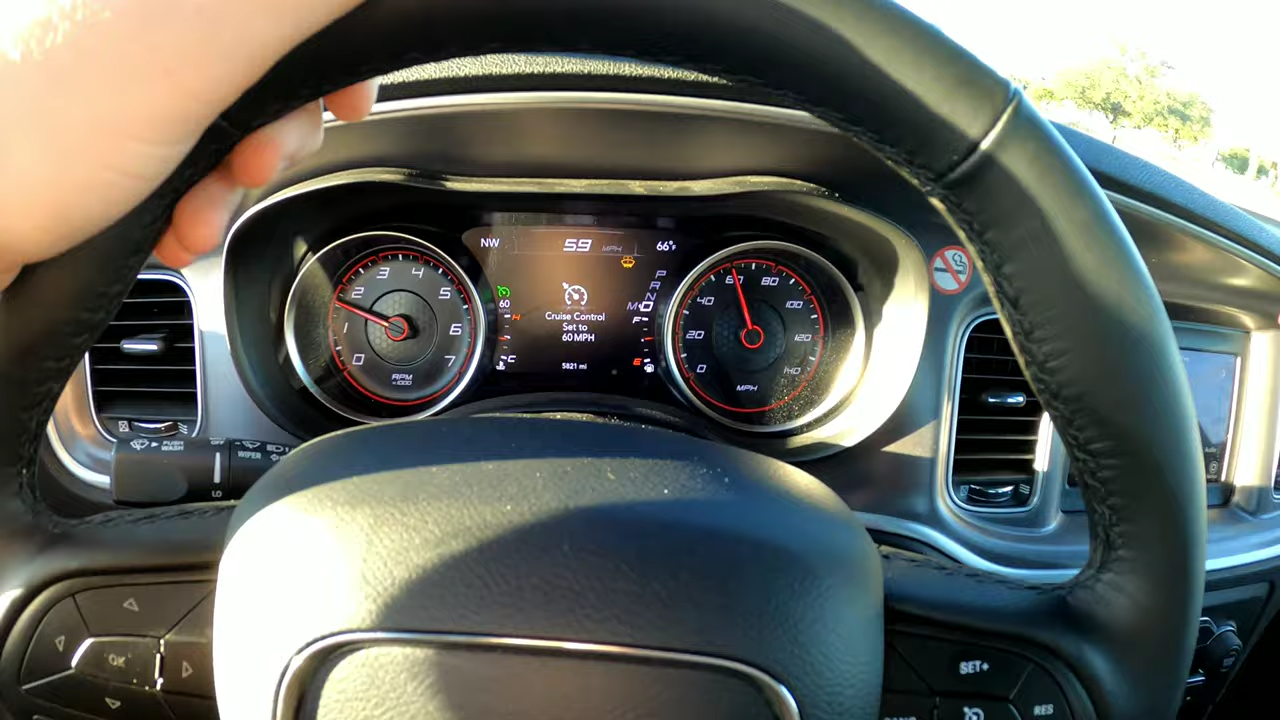 NW
59 MPH
66°F
60
Cruise Control
Set to
60 MPH
5821 mi
P
R
N
D
M
H
C
F
E
0
1
2
3
4
5
6
7
RPM
×1000
0
20
40
60
80
100
120
140
MPH
PUSH
WASH
OFF
LO
WIPER
OK
SET+
RES
Audio